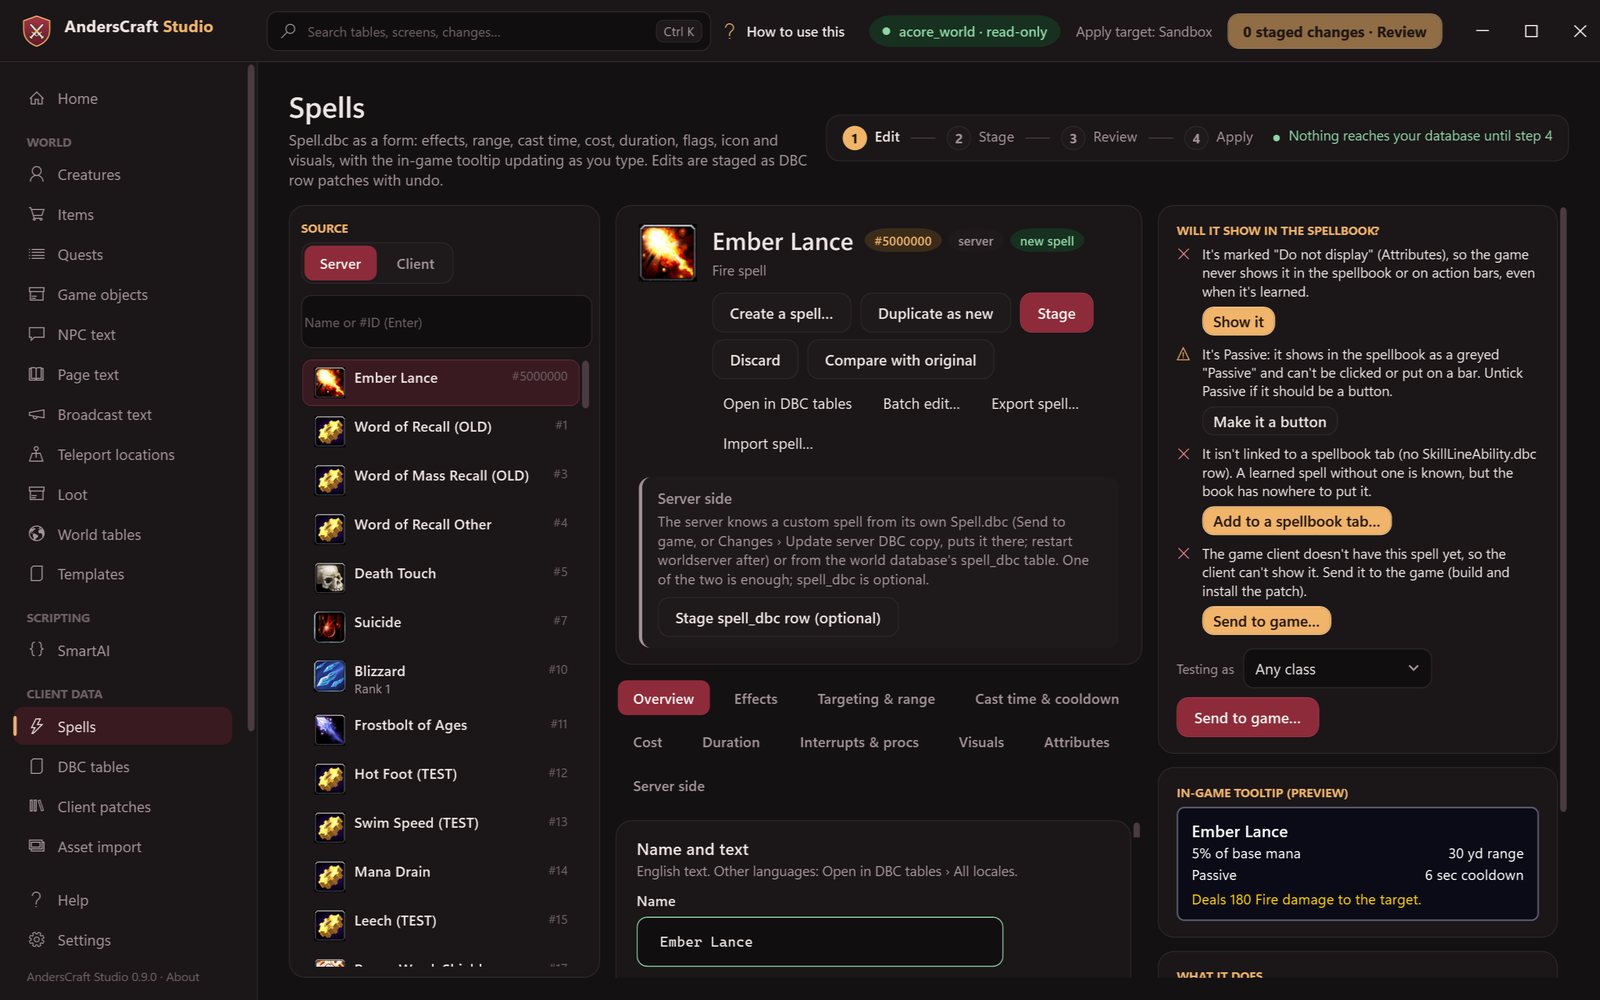 AndersCraft Studio
Search tables, screens, changes...
Ctrl K
? How to use this
acore_world · read-only
Apply target: Sandbox
0 staged changes · Review
Home
WORLD
Creatures
Items
Quests
Game objects
NPC text
Page text
Broadcast text
Teleport locations
Loot
World tables
Templates
SCRIPTING
SmartAI
CLIENT DATA
Spells
DBC tables
Client patches
Asset import
? Help
Settings
AndersCraft Studio 0.9.0 · About
Spells
Spell.dbc as a form: effects, range, cast time, cost, duration, flags, icon and
visuals, with the in-game tooltip updating as you type. Edits are staged as DBC
row patches with undo.
1 Edit
2 Stage
3 Review
4 Apply
Nothing reaches your database until step 4
SOURCE
Server
Client
Name or #ID (Enter)
Ember Lance #5000000
Word of Recall (OLD) #1
Word of Mass Recall (OLD) #3
Word of Recall Other #4
Death Touch #5
Suicide #7
Blizzard #10
Rank 1
Frostbolt of Ages #11
Hot Foot (TEST) #12
Swim Speed (TEST) #13
Mana Drain #14
Leech (TEST) #15
Ember Lance
#5000000
server
new spell
Fire spell
Create a spell...
Duplicate as new
Stage
Discard
Compare with original
Open in DBC tables
Batch edit...
Export spell...
Import spell...
Server side
The server knows a custom spell from its own Spell.dbc (Send to
game, or Changes › Update server DBC copy, puts it there; restart
worldserver after) or from the world database's spell_dbc table. One
of the two is enough; spell_dbc is optional.
Stage spell_dbc row (optional)
Overview
Effects
Targeting & range
Cast time & cooldown
Cost
Duration
Interrupts & procs
Visuals
Attributes
Server side
Name and text
English text. Other languages: Open in DBC tables › All locales.
Name
Ember Lance
WILL IT SHOW IN THE SPELLBOOK?
It's marked "Do not display" (Attributes), so the game
never shows it in the spellbook or on action bars, even
when it's learned.
Show it
It's Passive: it shows in the spellbook as a greyed
"Passive" and can't be clicked or put on a bar. Untick
Passive if it should be a button.
Make it a button
It isn't linked to a spellbook tab (no SkillLineAbility.dbc
row). A learned spell without one is known, but the
book has nowhere to put it.
Add to a spellbook tab...
The game client doesn't have this spell yet, so the
client can't show it. Send it to the game (build and
install the patch).
Send to game...
Testing as
Any class
Send to game...
IN-GAME TOOLTIP (PREVIEW)
Ember Lance
5% of base mana 30 yd range
Passive 6 sec cooldown
Deals 180 Fire damage to the target.
WHAT IT DOES